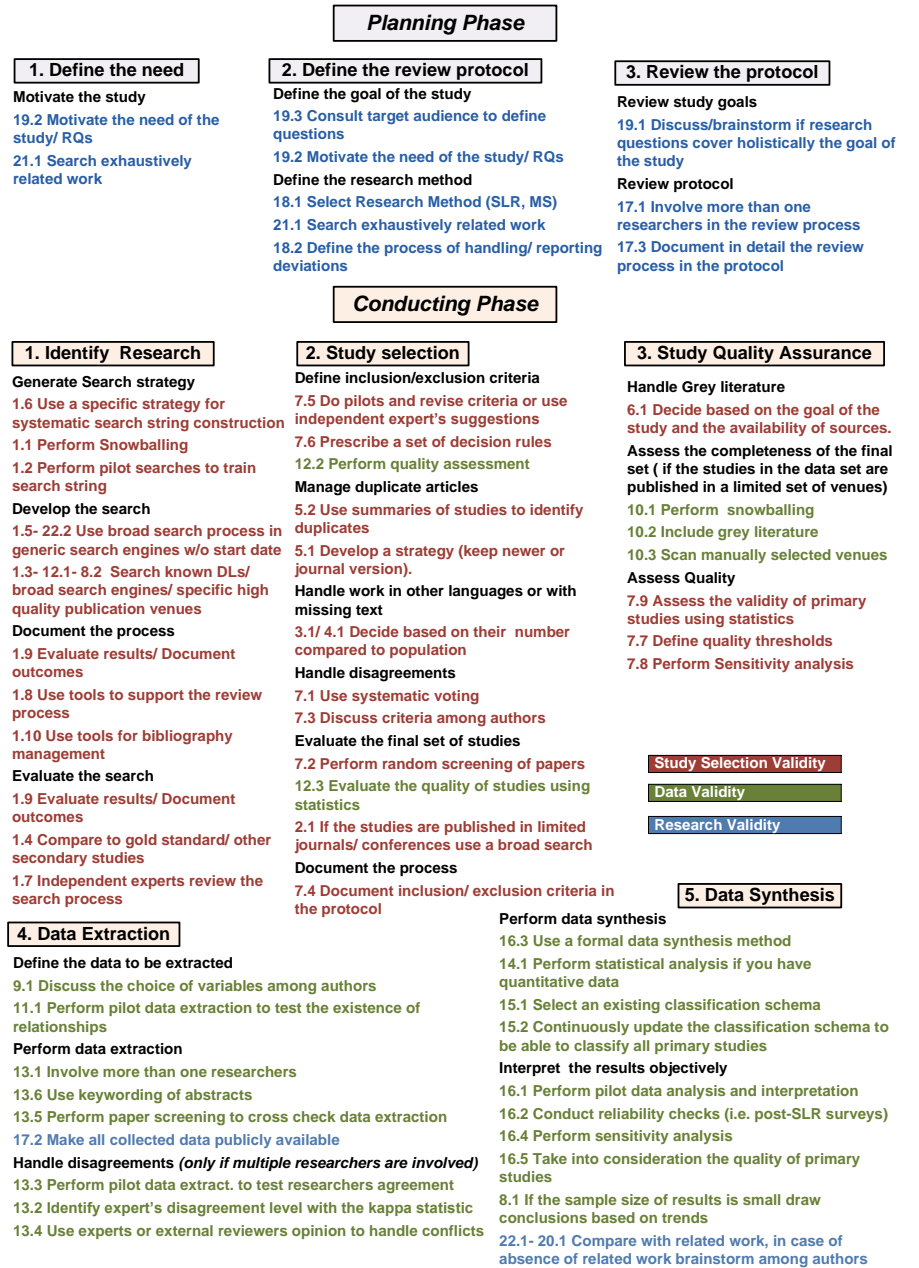 Planning Phase
1. Define the need
Motivate the study
19.2 Motivate the need of the
study/ RQs
21.1 Search exhaustively
related work
2. Define the review protocol
Define the goal of the study
19.3 Consult target audience to define
questions
19.2 Motivate the need of the study/ RQs
Define the research method
18.1 Select Research Method (SLR, MS)
21.1 Search exhaustively related work
18.2 Define the process of handling/ reporting
deviations
3. Review the protocol
Review study goals
19.1 Discuss/brainstorm if research
questions cover holistically the goal of
the study
Review protocol
17.1 Involve more than one
researchers in the review process
17.3 Document in detail the review
process in the protocol
Conducting Phase
1. Identify Research
Generate Search strategy
1.6 Use a specific strategy for
systematic search string construction
1.1 Perform Snowballing
1.2 Perform pilot searches to train
search string
Develop the search
1.5- 22.2 Use broad search process in
generic search engines w/o start date
1.3- 12.1- 8.2 Search known DLs/
broad search engines/ specific high
quality publication venues
Document the process
1.9 Evaluate results/ Document
outcomes
1.8 Use tools to support the review
process
1.10 Use tools for bibliography
management
Evaluate the search
1.9 Evaluate results/ Document
outcomes
1.4 Compare to gold standard/ other
secondary studies
1.7 Independent experts review the
search process
2. Study selection
Define inclusion/exclusion criteria
7.5 Do pilots and revise criteria or use
independent expert's suggestions
7.6 Prescribe a set of decision rules
12.2 Perform quality assessment
Manage duplicate articles
5.2 Use summaries of studies to identify
duplicates
5.1 Develop a strategy (keep newer or
journal version).
Handle work in other languages or with
missing text
3.1/ 4.1 Decide based on their number
compared to population
Handle disagreements
7.1 Use systematic voting
7.3 Discuss criteria among authors
Evaluate the final set of studies
7.2 Perform random screening of papers
12.3 Evaluate the quality of studies using
statistics
2.1 If the studies are published in limited
journals/ conferences use a broad search
Document the process
7.4 Document inclusion/ exclusion criteria in
the protocol
3. Study Quality Assurance
Handle Grey literature
6.1 Decide based on the goal of the
study and the availability of sources.
Assess the completeness of the final
set ( if the studies in the data set are
published in a limited set of venues)
10.1 Perform snowballing
10.2 Include grey literature
10.3 Scan manually selected venues
Assess Quality
7.9 Assess the validity of primary
studies using statistics
7.7 Define quality thresholds
7.8 Perform Sensitivity analysis
Study Selection Validity
Data Validity
Research Validity
4. Data Extraction
Define the data to be extracted
9.1 Discuss the choice of variables among authors
11.1 Perform pilot data extraction to test the existence of
relationships
Perform data extraction
13.1 Involve more than one researchers
13.6 Use keywording of abstracts
13.5 Perform paper screening to cross check data extraction
17.2 Make all collected data publicly available
Handle disagreements (only if multiple researchers are involved)
13.3 Perform pilot data extract. to test researchers agreement
13.2 Identify expert's disagreement level with the kappa statistic
13.4 Use experts or external reviewers opinion to handle conflicts
5. Data Synthesis
Perform data synthesis
16.3 Use a formal data synthesis method
14.1 Perform statistical analysis if you have
quantitative data
15.1 Select an existing classification schema
15.2 Continuously update the classification schema to
be able to classify all primary studies
Interpret the results objectively
16.1 Perform pilot data analysis and interpretation
16.2 Conduct reliability checks (i.e. post-SLR surveys)
16.4 Perform sensitivity analysis
16.5 Take into consideration the quality of primary
studies
8.1 If the sample size of results is small draw
conclusions based on trends
22.1- 20.1 Compare with related work, in case of
absence of related work brainstorm among authors